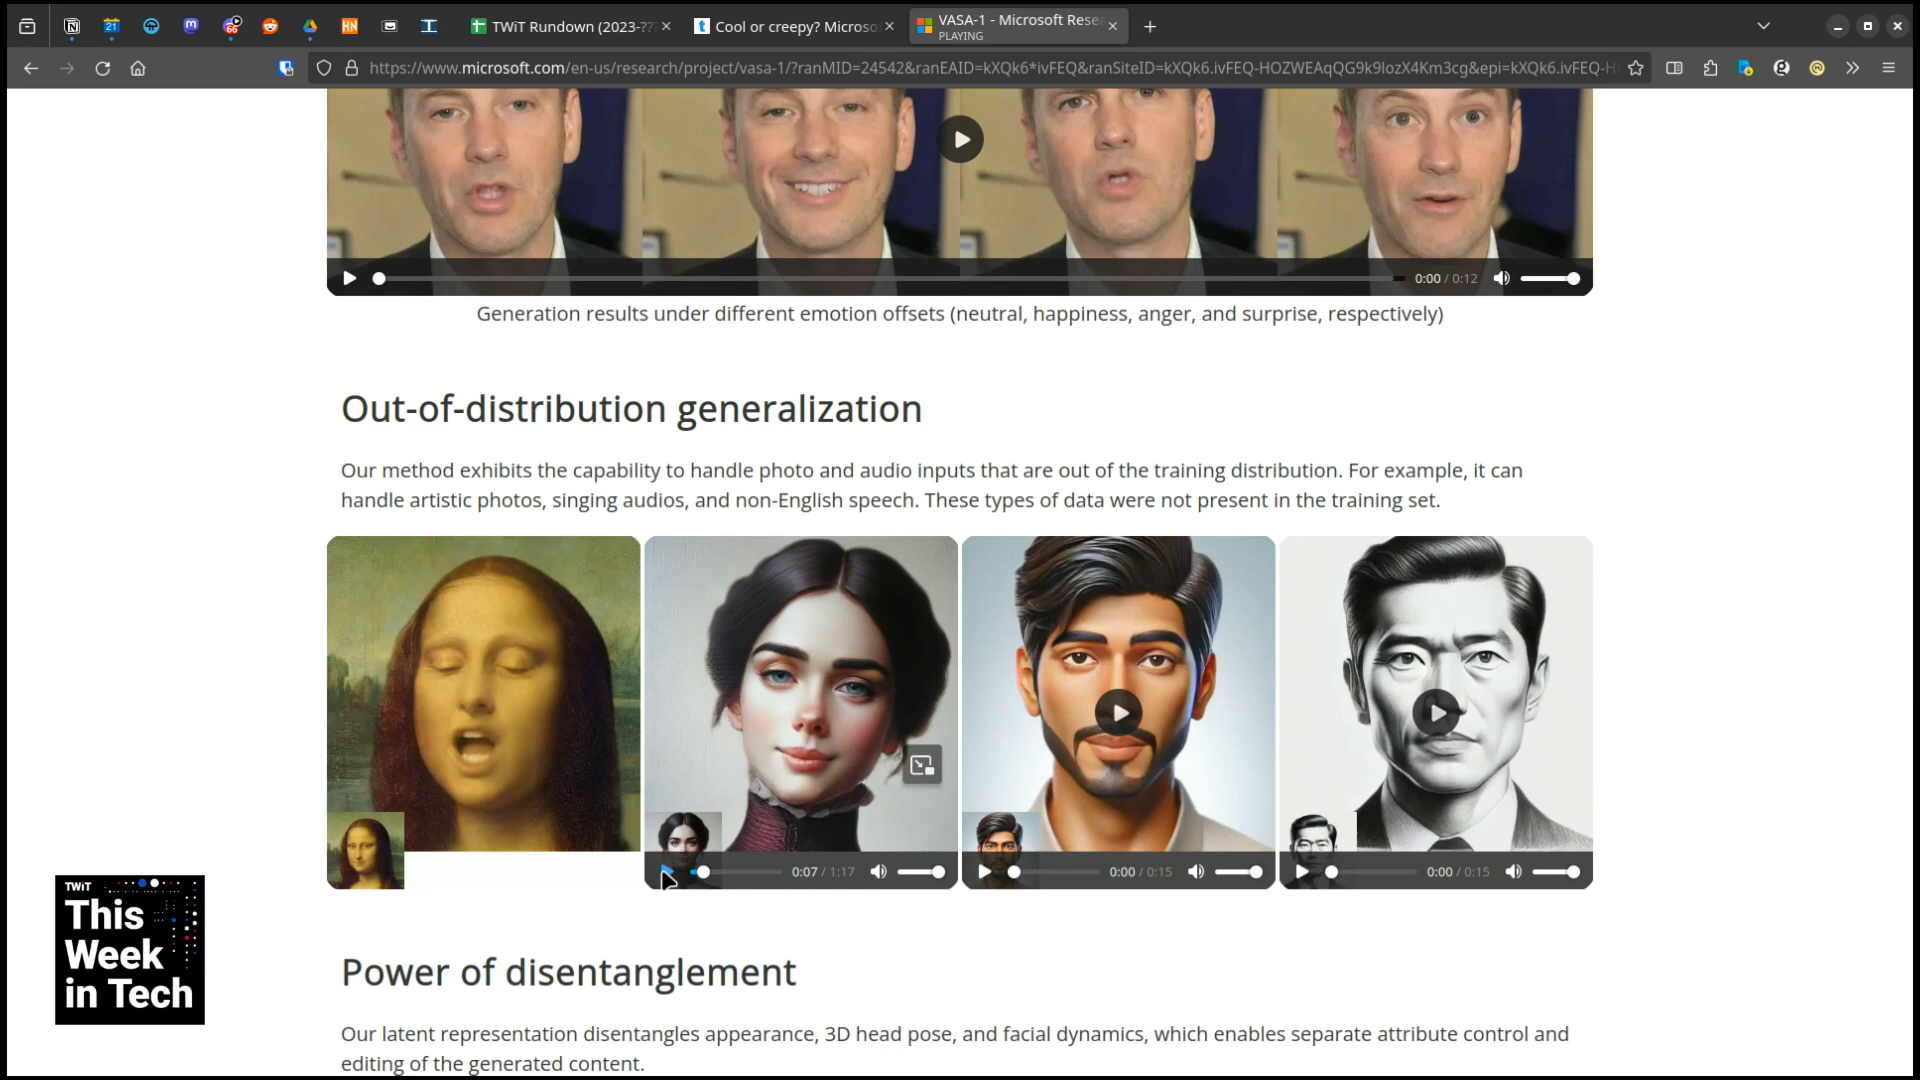 21
66
HN
TWiT Rundown (2023-??
Cool or creepy? Microso
VASA-1 - Microsoft Rese
PLAYING
https://www.microsoft.com/en-us/research/project/vasa-1/?ranMID=24542&ranEAID=kXQk6*ivFEQ&ranSiteID=kXQk6.ivFEQ-HOZWEAqQG9k9lozX4Km3cg&epi=kXQk6.ivFEQ-H
0:00 / 0:12
Generation results under different emotion offsets (neutral, happiness, anger, and surprise, respectively)
Out-of-distribution generalization
Our method exhibits the capability to handle photo and audio inputs that are out of the training distribution. For example, it can
handle artistic photos, singing audios, and non-English speech. These types of data were not present in the training set.
0:07 / 1:17
0:00 / 0:15
0:00 / 0:15
TWiT
This
Week
in Tech
Power of disentanglement
Our latent representation disentangles appearance, 3D head pose, and facial dynamics, which enables separate attribute control and
editing of the generated content.